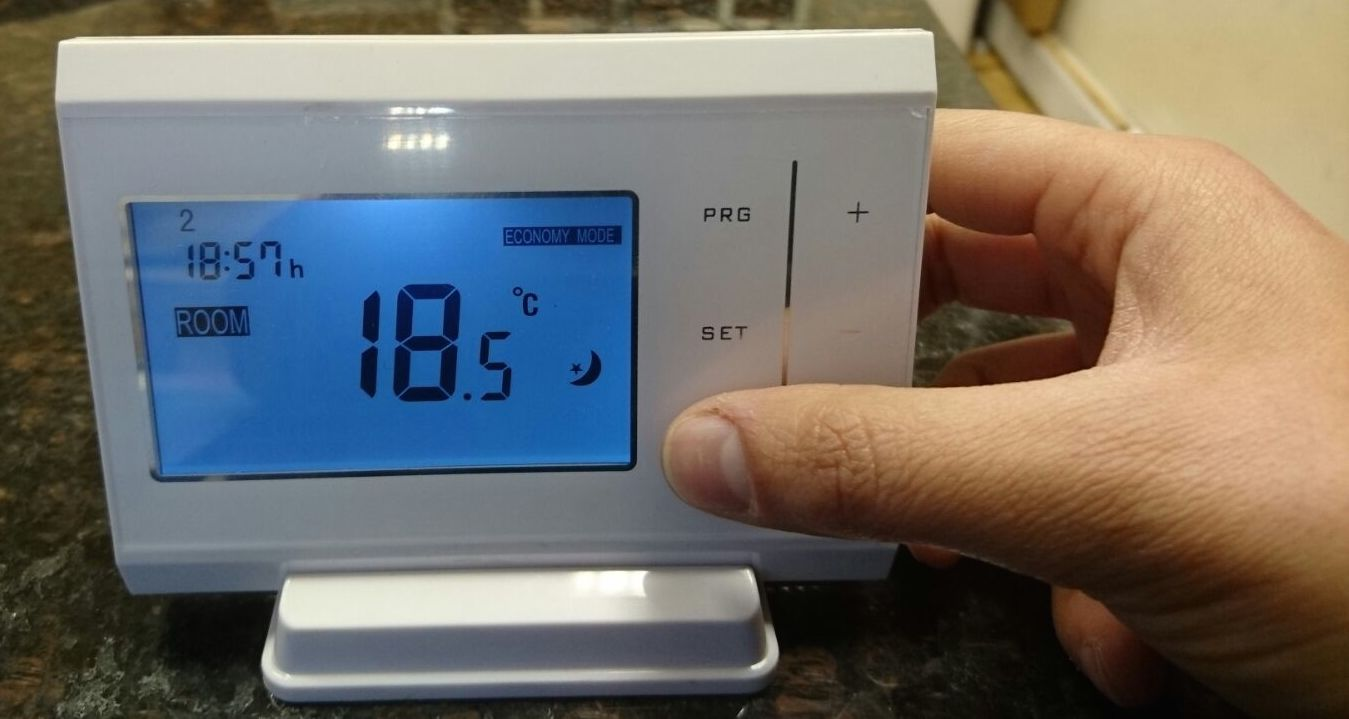 2
18:57h
ECONOMY MODE
ROOM
18.5 °C
PRG
+
SET
-